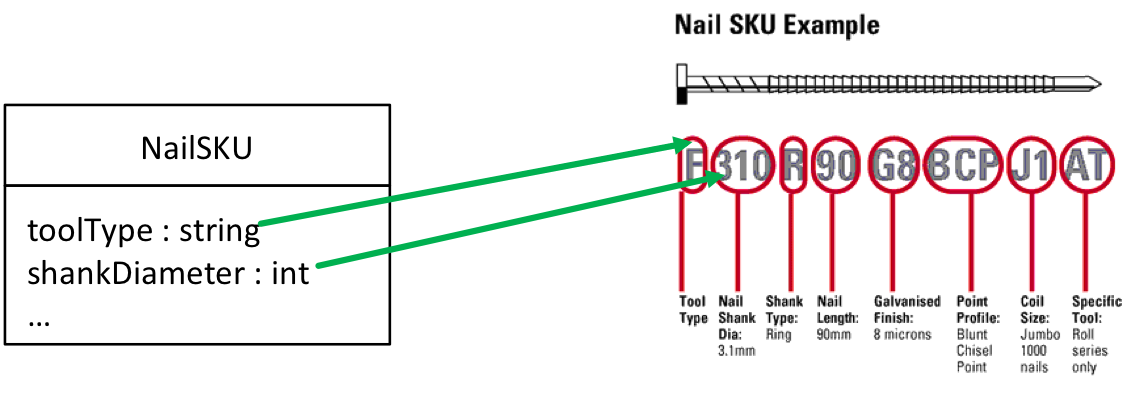 Nail SKU Example
NailSKU
toolType : string
shankDiameter : int
...
F 310 R 90 G8 BCP J1 AT
Tool Type
Nail Shank Dia: 3.1mm
Shank Type: Ring
Nail Length: 90mm
Galvanised Finish: 8 microns
Point Profile: Blunt Chisel Point
Coil Size: Jumbo 1000 nails
Specific Tool: Roll series only